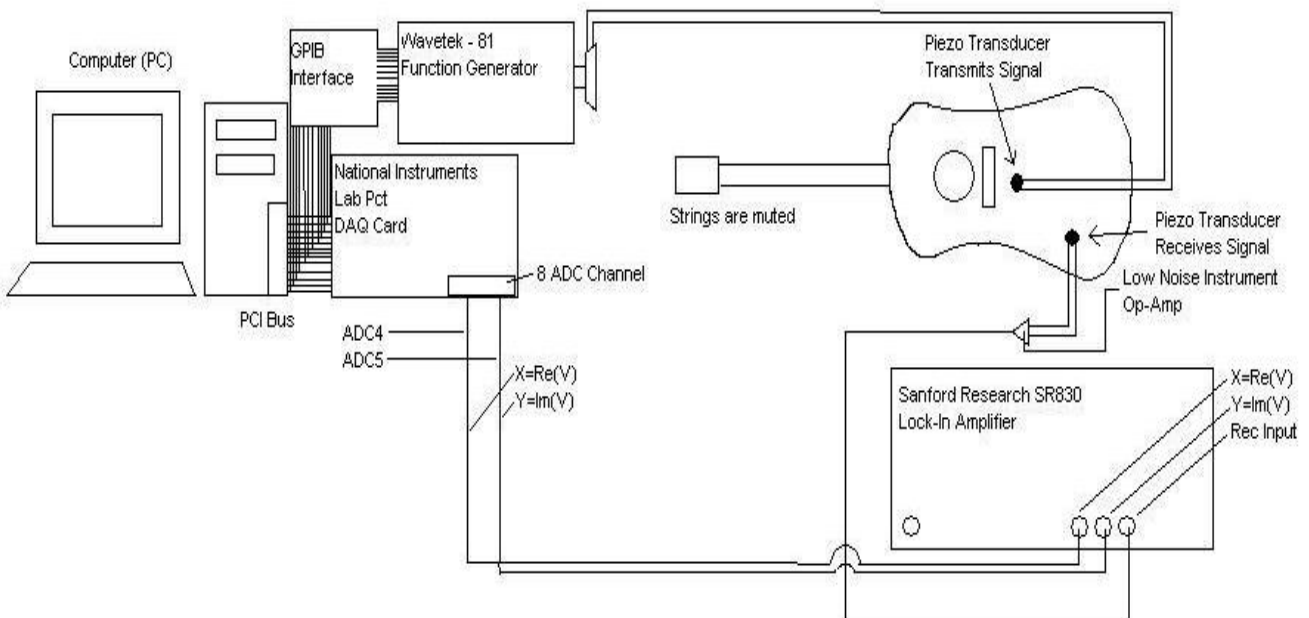 Computer (PC)
GPIB
Interface
Wavetek - 81
Function Generator
Piezo Transducer
Transmits Signal
National Instruments
Lab Pct
DAQ Card
Strings are muted
Piezo Transducer
Receives Signal
8 ADC Channel
Low Noise Instrument
Op-Amp
PCI Bus
ADC4
ADC5
X=Re(V)
Y=Im(V)
Sanford Research SR830
Lock-In Amplifier
X=Re(V)
Y=Im(V)
Rec Input